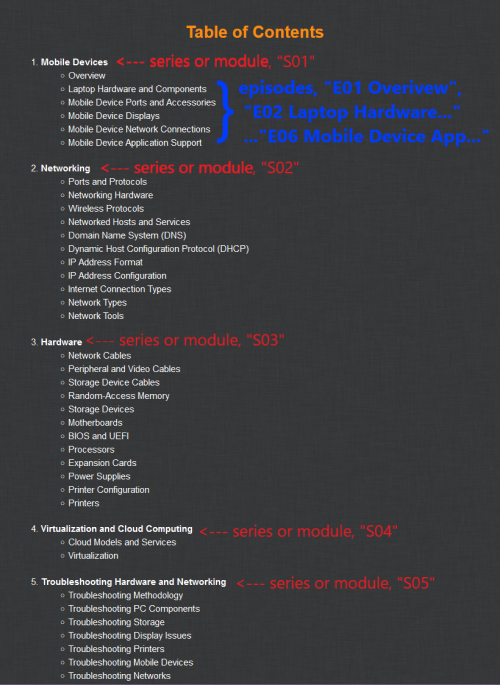 Table of Contents
1. Mobile Devices <--- series or module, "S01"
○ Overview
○ Laptop Hardware and Components
○ Mobile Device Ports and Accessories
○ Mobile Device Displays
○ Mobile Device Network Connections
○ Mobile Device Application Support
} episodes, "E01 Overivew",
"E02 Laptop Hardware..."
..."E06 Mobile Device App..."
2. Networking <--- series or module, "S02"
○ Ports and Protocols
○ Networking Hardware
○ Wireless Protocols
○ Networked Hosts and Services
○ Domain Name System (DNS)
○ Dynamic Host Configuration Protocol (DHCP)
○ IP Address Format
○ IP Address Configuration
○ Internet Connection Types
○ Network Types
○ Network Tools
3. Hardware <--- series or module, "S03"
○ Network Cables
○ Peripheral and Video Cables
○ Storage Device Cables
○ Random-Access Memory
○ Storage Devices
○ Motherboards
○ BIOS and UEFI
○ Processors
○ Expansion Cards
○ Power Supplies
○ Printer Configuration
○ Printers
4. Virtualization and Cloud Computing <--- series or module, "S04"
○ Cloud Models and Services
○ Virtualization
5. Troubleshooting Hardware and Networking <--- series or module, "S05"
○ Troubleshooting Methodology
○ Troubleshooting PC Components
○ Troubleshooting Storage
○ Troubleshooting Display Issues
○ Troubleshooting Printers
○ Troubleshooting Mobile Devices
○ Troubleshooting Networks